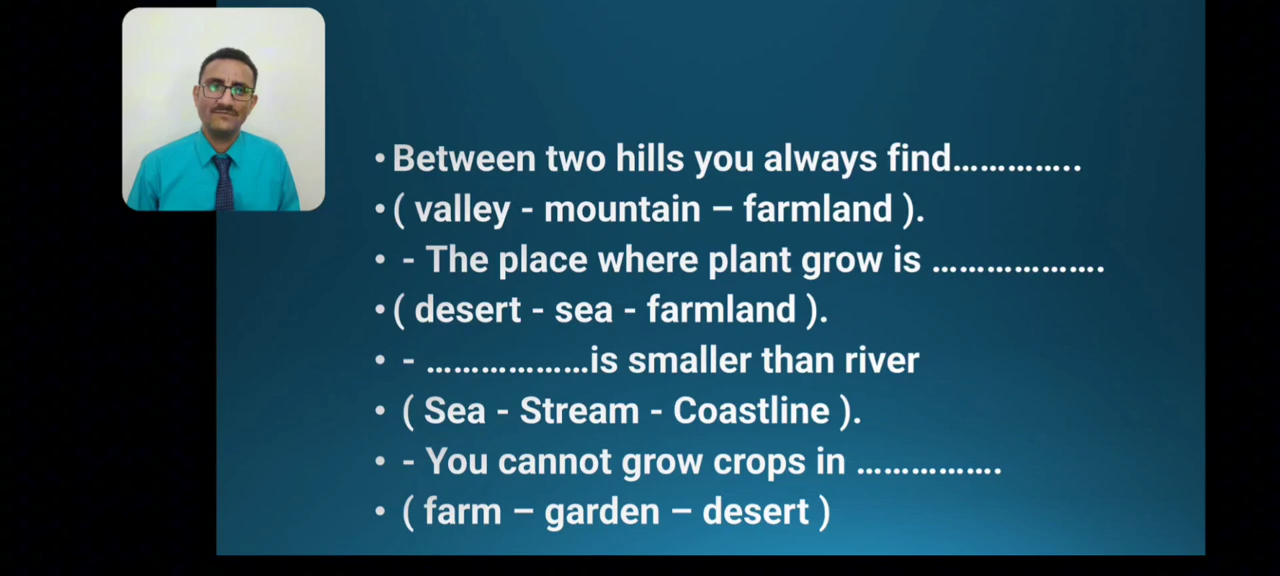 • Between two hills you always find…………..
• ( valley - mountain – farmland ).
• - The place where plant grow is ……………….
• ( desert - sea - farmland ).
• - ………………is smaller than river
• ( Sea - Stream - Coastline ).
• - You cannot grow crops in …………….
• ( farm – garden – desert )